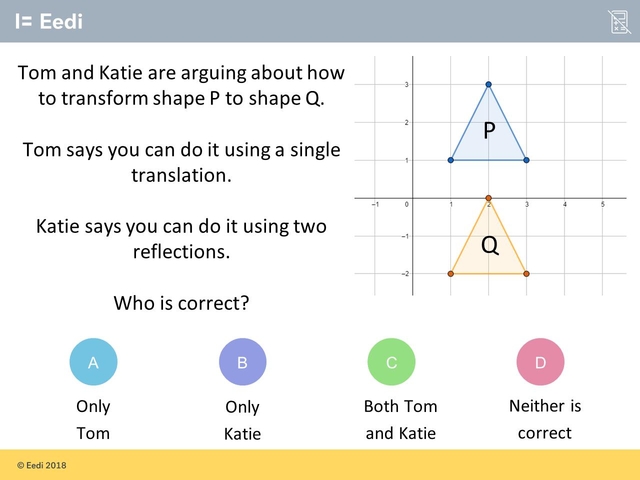 Eedi
Tom and Katie are arguing about how
to transform shape P to shape Q.
Tom says you can do it using a single
translation.
Katie says you can do it using two
reflections.
Who is correct?
3
2
1
−1
0
1
2
3
4
5
−1
−2
P
Q
A
B
C
D
Only
Tom
Only
Katie
Both Tom
and Katie
Neither is
correct
© Eedi 2018